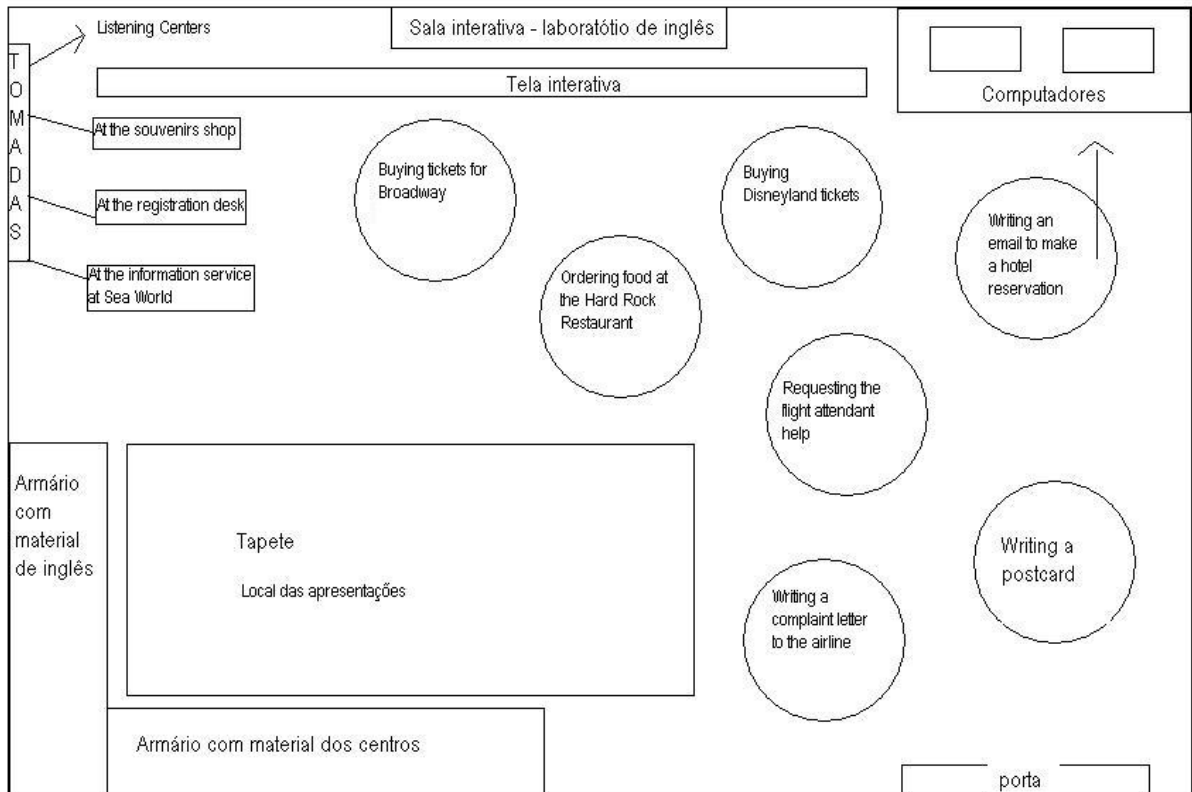 Listening Centers
Sala interativa - laboratótio de inglês
Tela interativa
Computadores
TOMADAS
At the souvenirs shop
At the registration desk
At the information service
at Sea World
Buying tickets for
Broadway
Buying
Disneyland tickets
Writing an
email to make
a hotel
reservation
Ordering food at
the Hard Rock
Restaurant
Requesting the
flight attendant
help
Armário
com
material
de inglês
Tapete
Local das apresentações
Writing a
postcard
Writing a
complaint letter
to the airline
Armário com material dos centros
porta